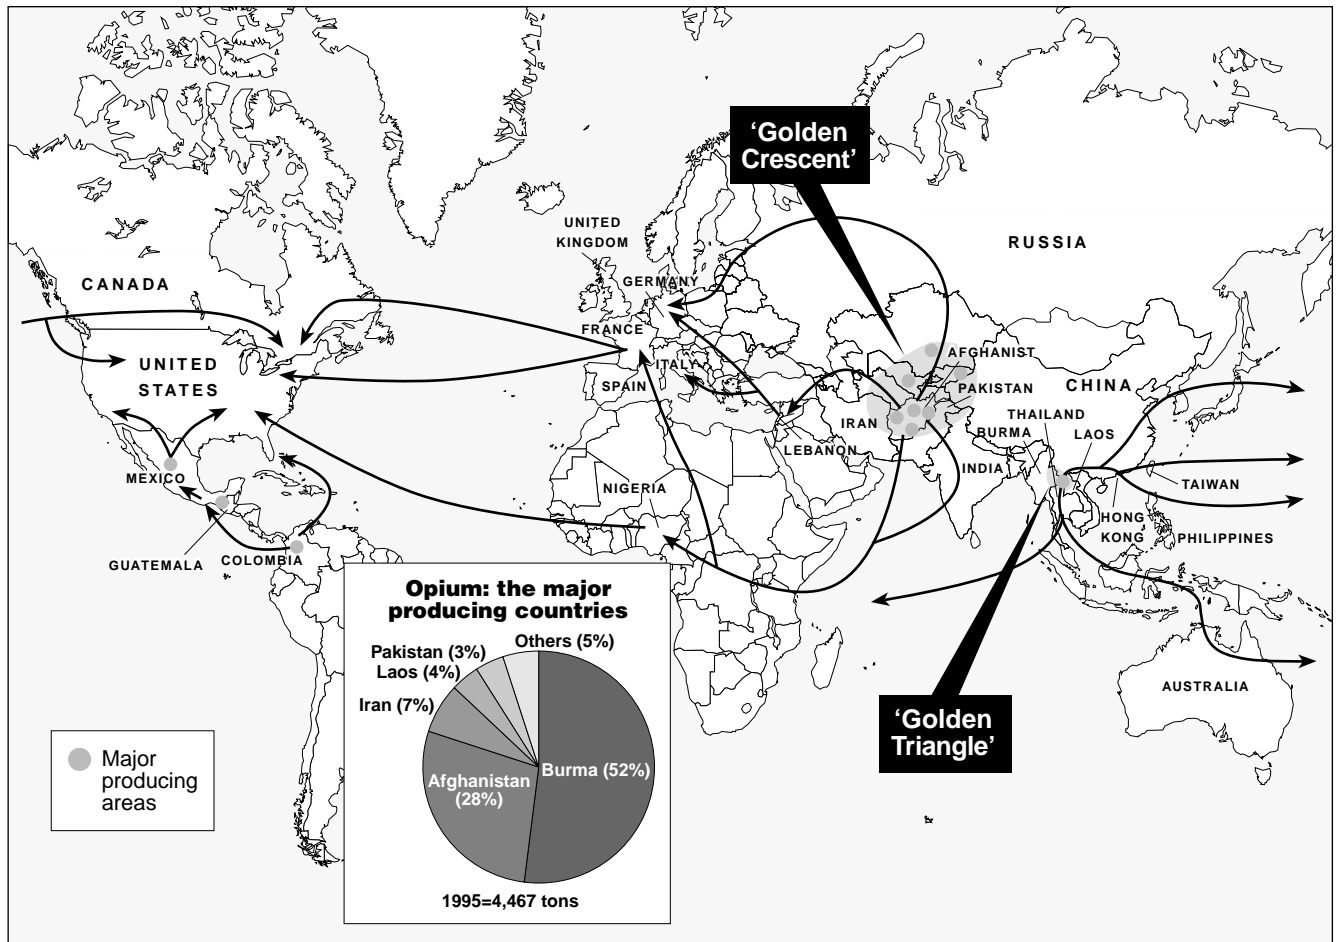 ‘Golden
Crescent’
UNITED
KINGDOM
RUSSIA
CANADA
GERMANY
FRANCE
ITALY
AFGHANIST
UNITED
STATES
SPAIN
PAKISTAN
CHINA
IRAN
THAILAND
BURMA
LAOS
LEBANON
INDIA
MEXICO
NIGERIA
TAIWAN
HONG
KONG
PHILIPPINES
GUATEMALA
COLOMBIA
Opium: the major
producing countries
Others (5%)
Pakistan (3%)
Laos (4%)
Iran (7%)
Burma (52%)
Afghanistan
(28%)
1995=4,467 tons
AUSTRALIA
‘Golden
Triangle’
Major
producing
areas